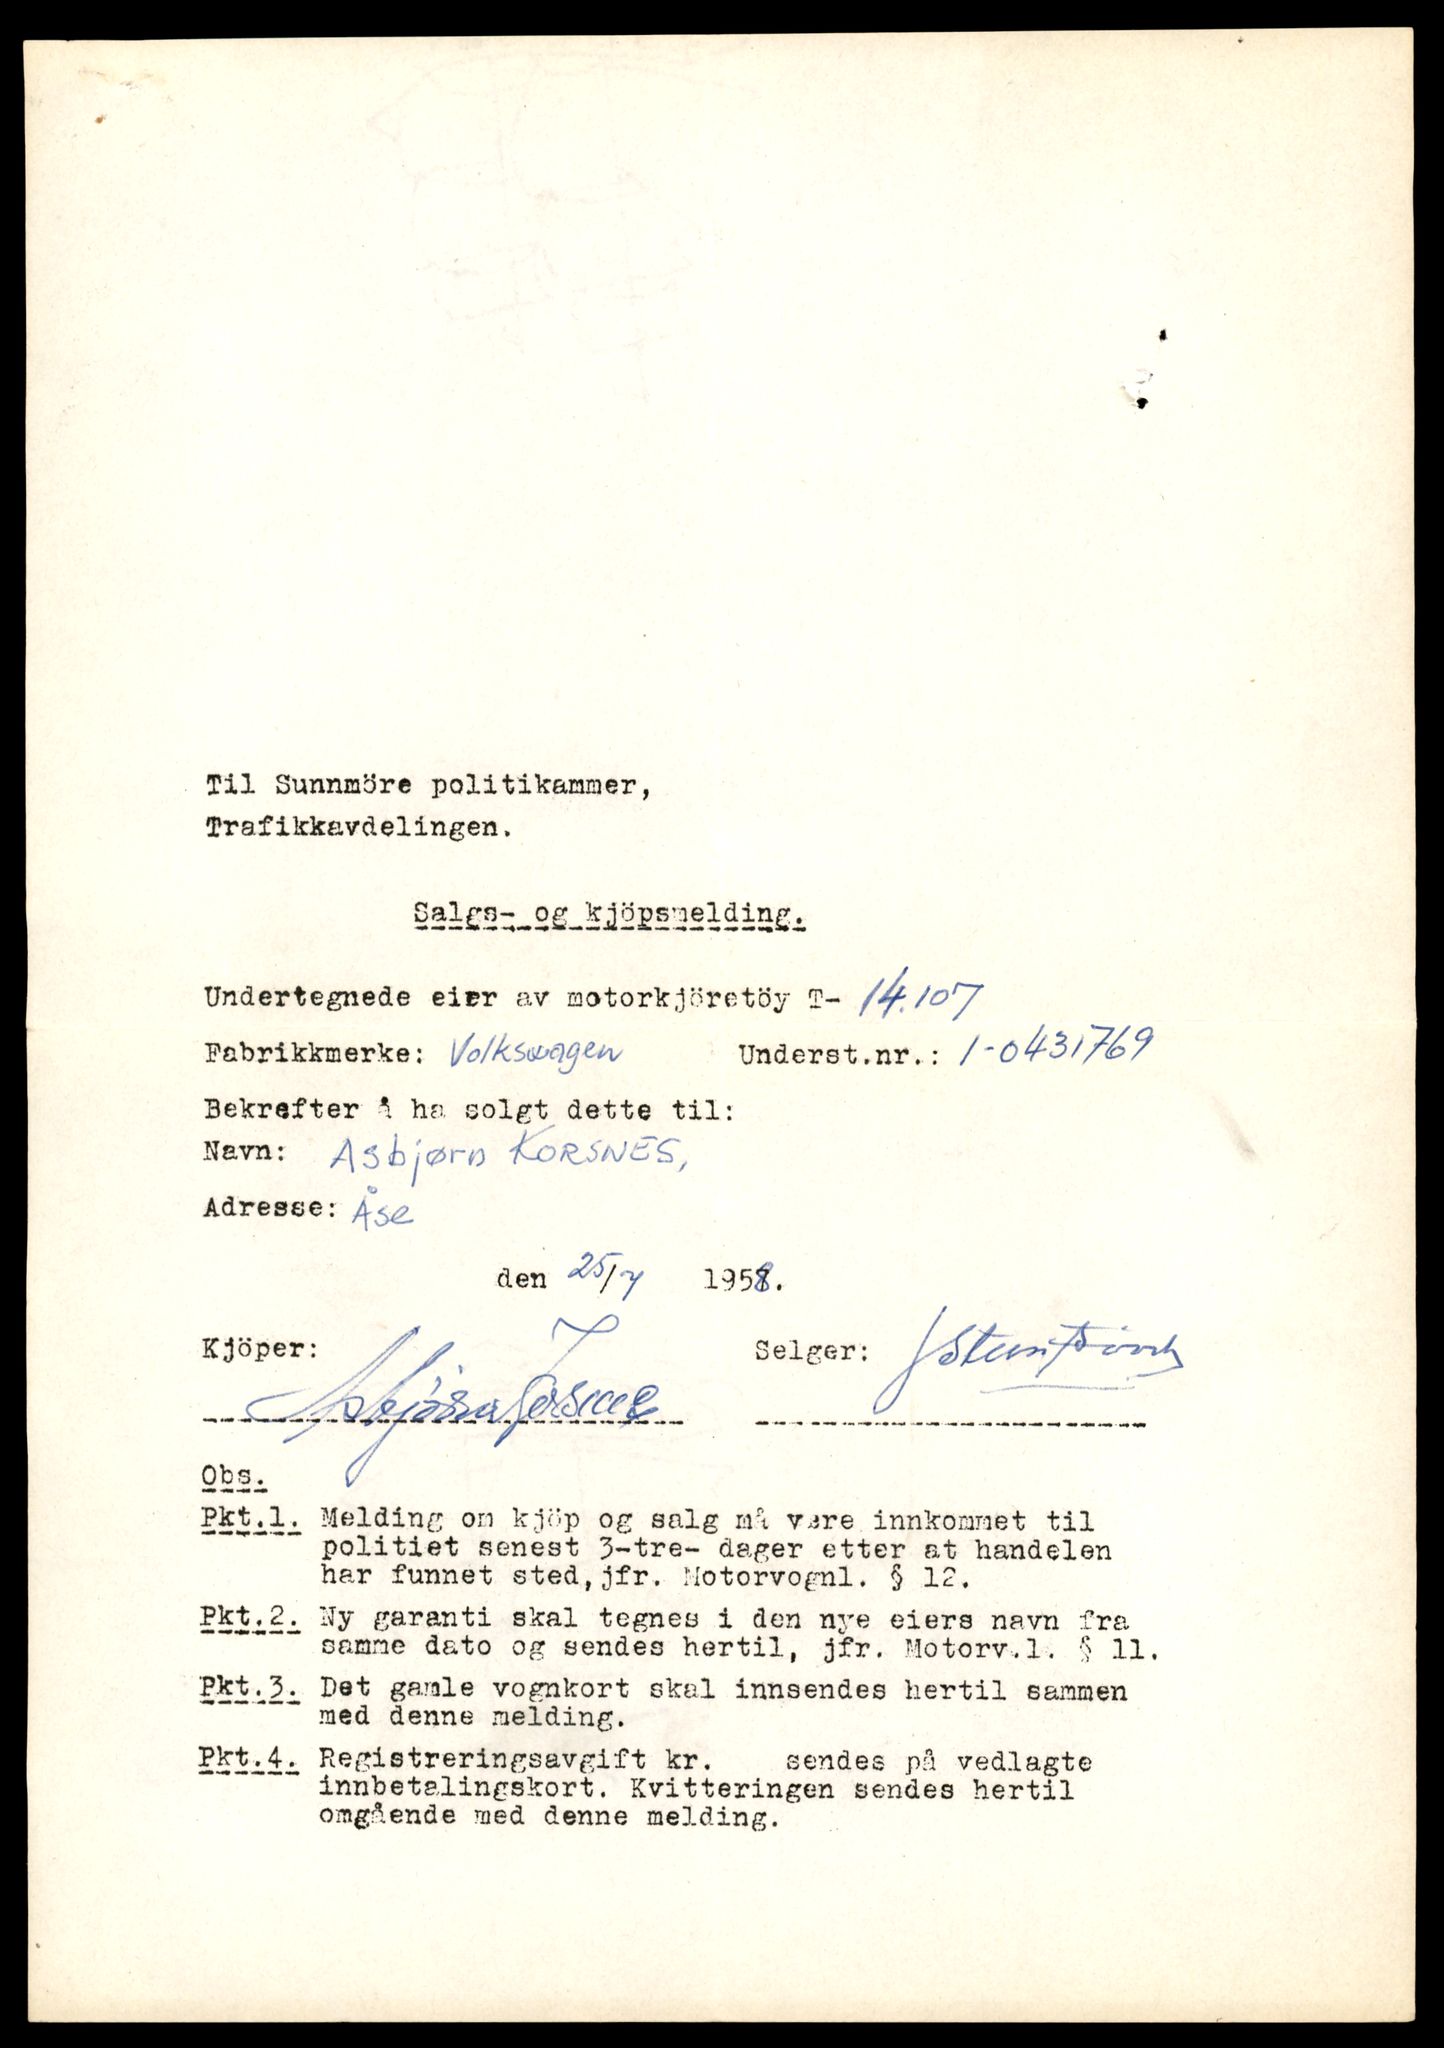 Til Sunnmöre politikammer,
Trafikkavdelingen.
Salgs- og kjöpsmelding.
Undertegnede eier av motorkjöretöy T- 14.107
Fabrikkmerke: Volkswagen Underst.nr.: 1-0431769
Bekrefter å ha solgt dette til:
Navn: Asbjørn KORSNES,
Adresse: Åse
den 25/7 1958.
Kjöper: Selger:
Asbjörn Korsnes
Obs.
Pkt.1. Melding om kjöp og salg må være innkommet til
politiet senest 3-tre- dager etter at handelen
har funnet sted, jfr. Motorvognl. § 12.
Pkt.2. Ny garanti skal tegnes i den nye eiers navn fra
samme dato og sendes hertil, jfr. Motorv.l. § 11.
Pkt.3. Det gamle vognkort skal innsendes hertil sammen
med denne melding.
Pkt.4. Registreringsavgift kr. sendes på vedlagte
innbetalingskort. Kvitteringen sendes hertil
omgående med denne melding.